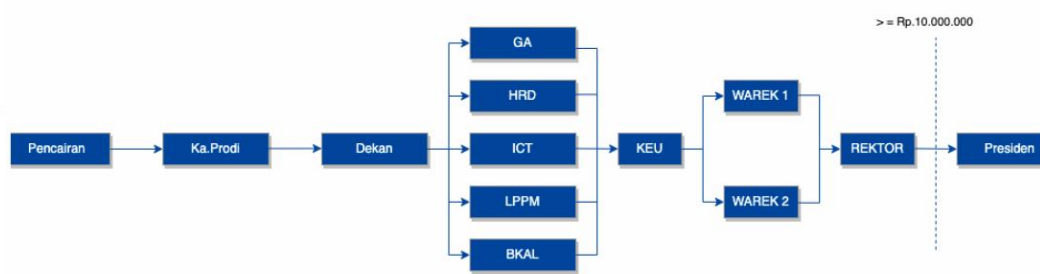 > = Rp.10.000.000
GA
HRD
Pencairan
Ka.Prodi
Dekan
ICT
LPPM
BKAL
KEU
WAREK 1
WAREK 2
REKTOR
Presiden